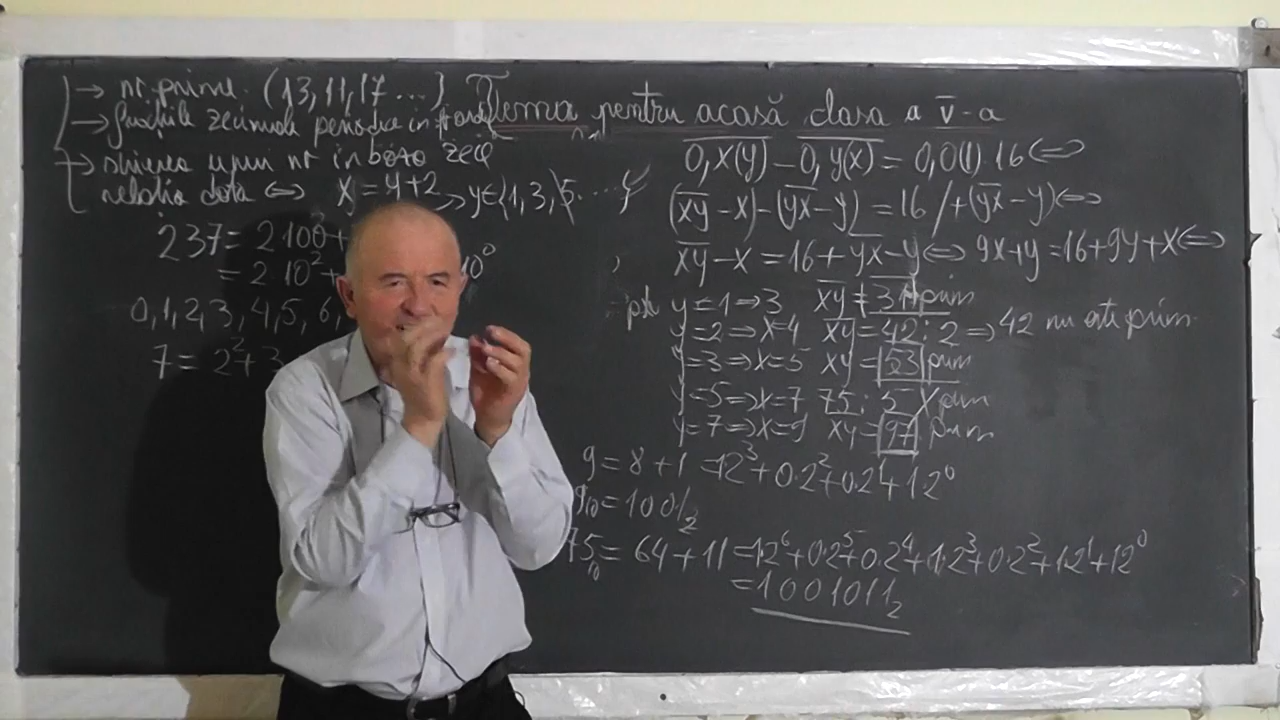 → nr. prime (13, 11, 17 ...)
→ fracțiile zecimale periodice in
→ scrierea unui nr in baza zece
relatia data ⇔ x = y+2 → y∈{1, 3, 5 .... }
237 = 2·100 +
= 2·10² + 10⁰
0, 1, 2, 3, 4, 5, 6,
7 = 2² + 3
Tema pentru acasă clasa a V-a
0,x(y) – 0,y(x) = 0,0(1)·16 ⇔
(xy – x) – (yx – y) = 16 / +(yx – y) ⇔
xy – x = 16 + yx – y ⇔ 9x+y = 16+9y+x ⇔
pt y = 1 ⇒ 3 xy = 31 prim
y = 2 ⇒ x=4 xy = 42 ⋮ 2 ⇒ 42 nu este prim
y = 3 ⇒ x=5 xy = 53 prim
y = 5 ⇒ x=7 75 ⋮ 5 prim
y = 7 ⇒ x=9 xy = 97 prim
9 = 8 + 1 = 1·2³ + 0·2² + 0·2¹ + 1·2⁰
9₁₀ = 1001₂
75₁₀ = 64 + 11 = 1·2⁶ + 0·2⁵ + 0·2⁴ + 1·2³ + 0·2² + 1·2¹ + 1·2⁰
= 1001011₂